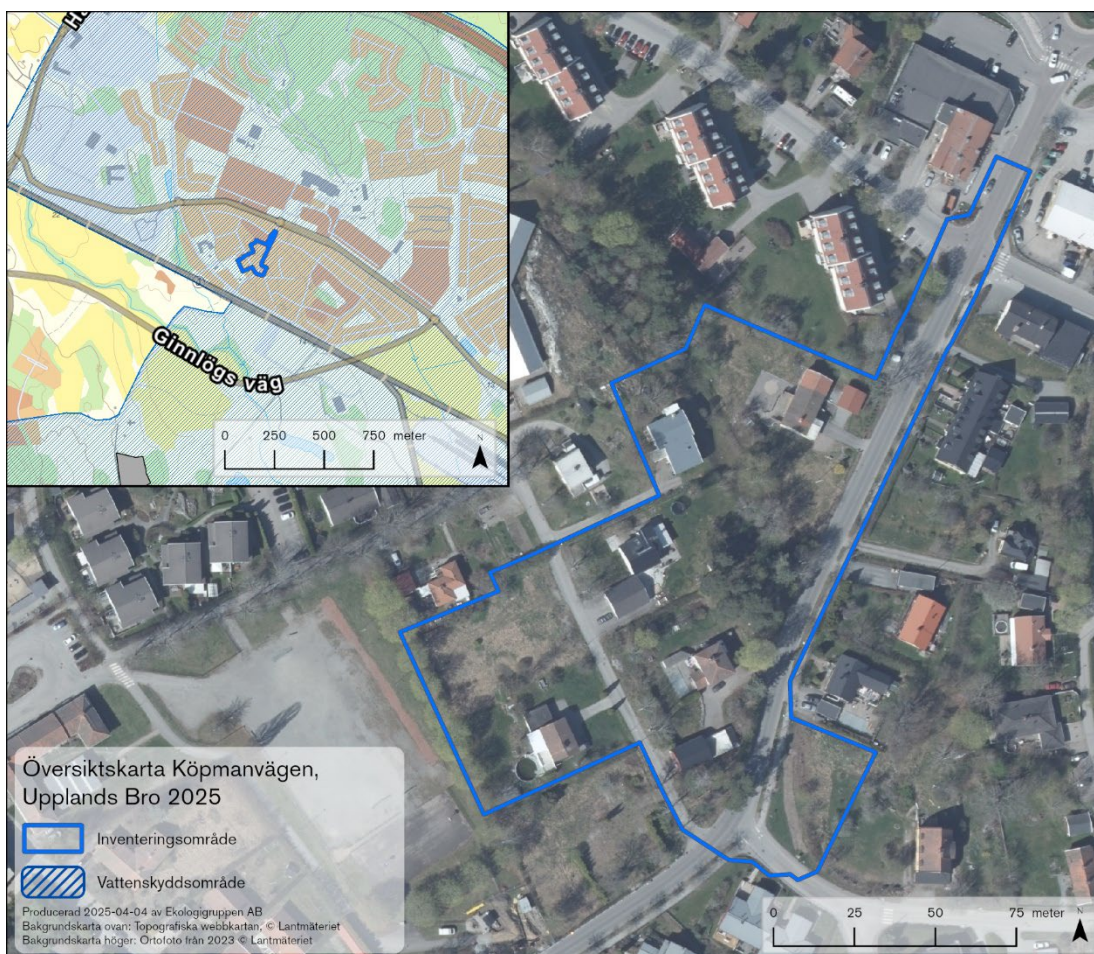 Ginnlögs väg
0 250 500 750 meter
N
Översiktskarta Köpmanvägen,
Upplands Bro 2025
Inventeringsområde
Vattenskyddsområde
Producerad 2025-04-04 av Ekologigruppen AB
Bakgrundskarta ovan: Topografiska webbkartan, © Lantmäteriet
Bakgrundskarta höger: Ortofoto från 2023 © Lantmäteriet
0 25 50 75 meter
N